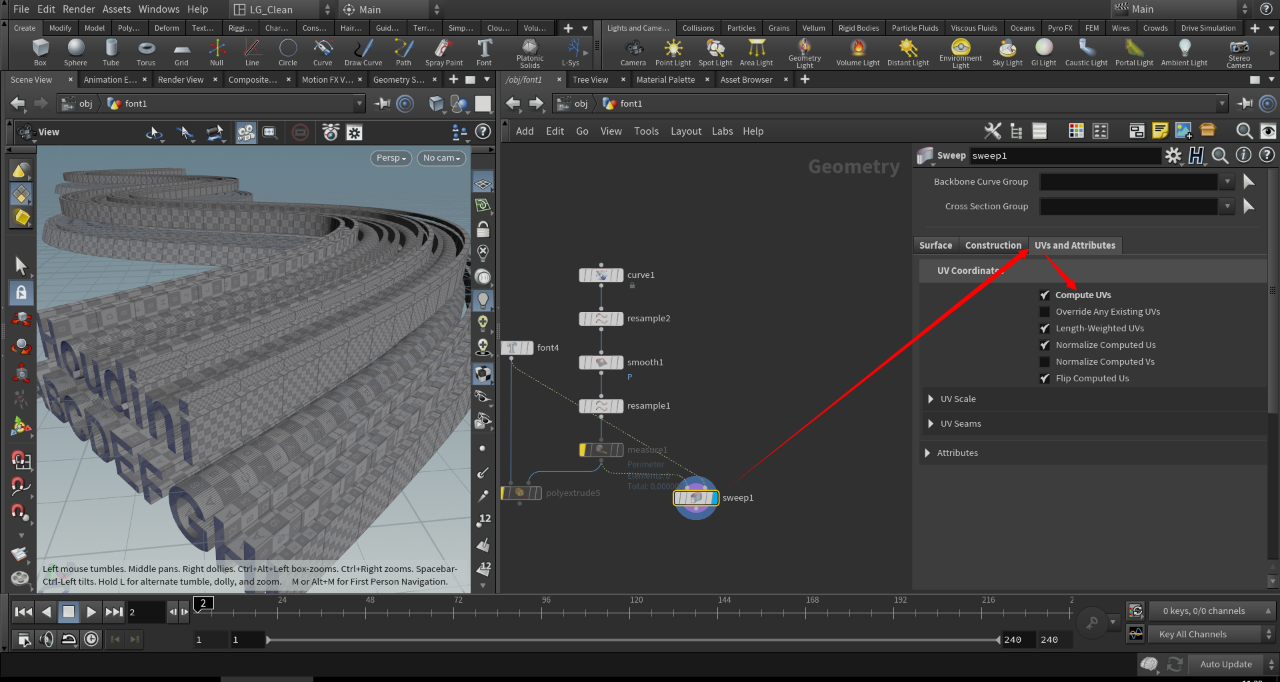 File Edit Render Assets Windows Help LG_Clean Main Main
Create Modify Model Poly... Deform Text... Riggi... Char... Cons... Hair... Guid... Terr... Simp... Clou... Volu... Lights and Came... Collisions Particles Grains Vellum Rigid Bodies Particle Fluids Viscous Fluids Oceans Pyro FX FEM Wires Crowds Drive Simulation
Box Sphere Tube Torus Grid Null Line Circle Curve Draw Curve Path Spray Paint Font Platonic Solids L-Sys Camera Point Light Spot Light Area Light Geometry Light Volume Light Distant Light Environment Light Sky Light GI Light Caustic Light Portal Light Ambient Light Stereo Camera
Scene View Animation E... Render View Composite... Motion FX V... Geometry S... /obj/font1 Tree View Material Palette Asset Browser
obj font1 obj font1
View
Add Edit Go View Tools Layout Labs Help
Persp No cam
Geometry
Sweep sweep1
Backbone Curve Group
Cross Section Group
Surface Construction UVs and Attributes
UV Coordinates
Compute UVs
Override Any Existing UVs
Length-Weighted UVs
Normalize Computed Us
Normalize Computed Vs
Flip Computed Us
UV Scale
UV Seams
Attributes
curve1
resample2
font4
smooth1
P
resample1
measure1
Perimeter
Elements: 0
polyextrude5
sweep1
Houdini
ABCDEF
GH
12
12
Left mouse tumbles. Middle pans. Right dollies. Ctrl+Alt+Left box-zooms. Ctrl+Right zooms. Spacebar-
Ctrl-Left tilts. Hold L for alternate tumble, dolly, and zoom. M or Alt+M for First Person Navigation.
2 2 24 48 72 96 120 144 168 192 216 2
0 keys, 0/0 channels
1 1 240 240
Key All Channels
Auto Update